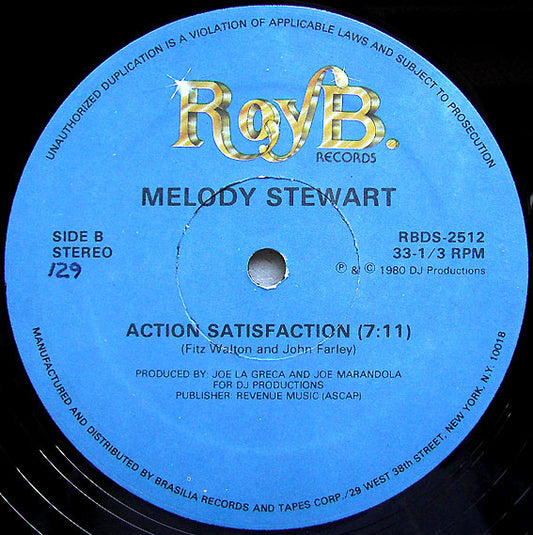 UNAUTHORIZED DUPLICATION IS A VIOLATION OF APPLICABLE LAWS AND SUBJECT TO PROSECUTION
RoyB.
RECORDS
MELODY STEWART
SIDE B
STEREO
129
RBDS-2512
33-1/3 RPM
Ⓟ & © 1980 DJ Productions
ACTION SATISFACTION (7:11)
(Fitz Walton and John Farley)
PRODUCED BY: JOE LA GRECA AND JOE MARANDOLA
FOR DJ PRODUCTIONS
PUBLISHER: REVENUE MUSIC (ASCAP)
MANUFACTURED AND DISTRIBUTED BY BRASILIA RECORDS AND TAPES CORP./29 WEST 38th STREET, NEW YORK, N.Y. 10018